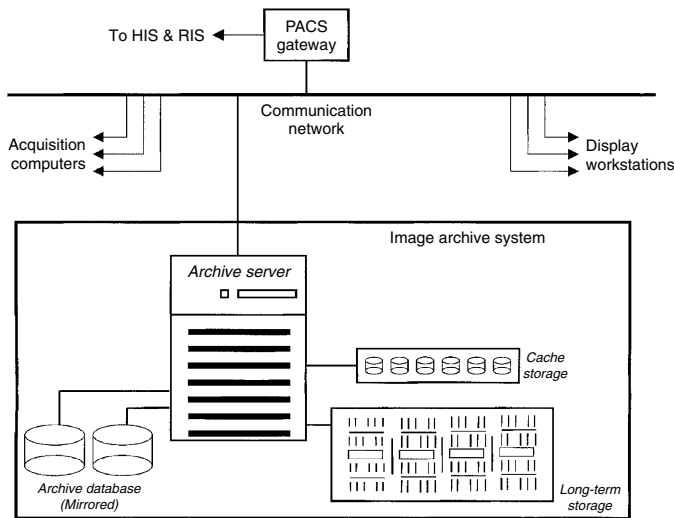 PACS
gateway
To HIS & RIS
Communication
network
Acquisition
computers
Display
workstations
Image archive system
Archive server
Cache
storage
Archive database
(Mirrored)
Long-term
storage